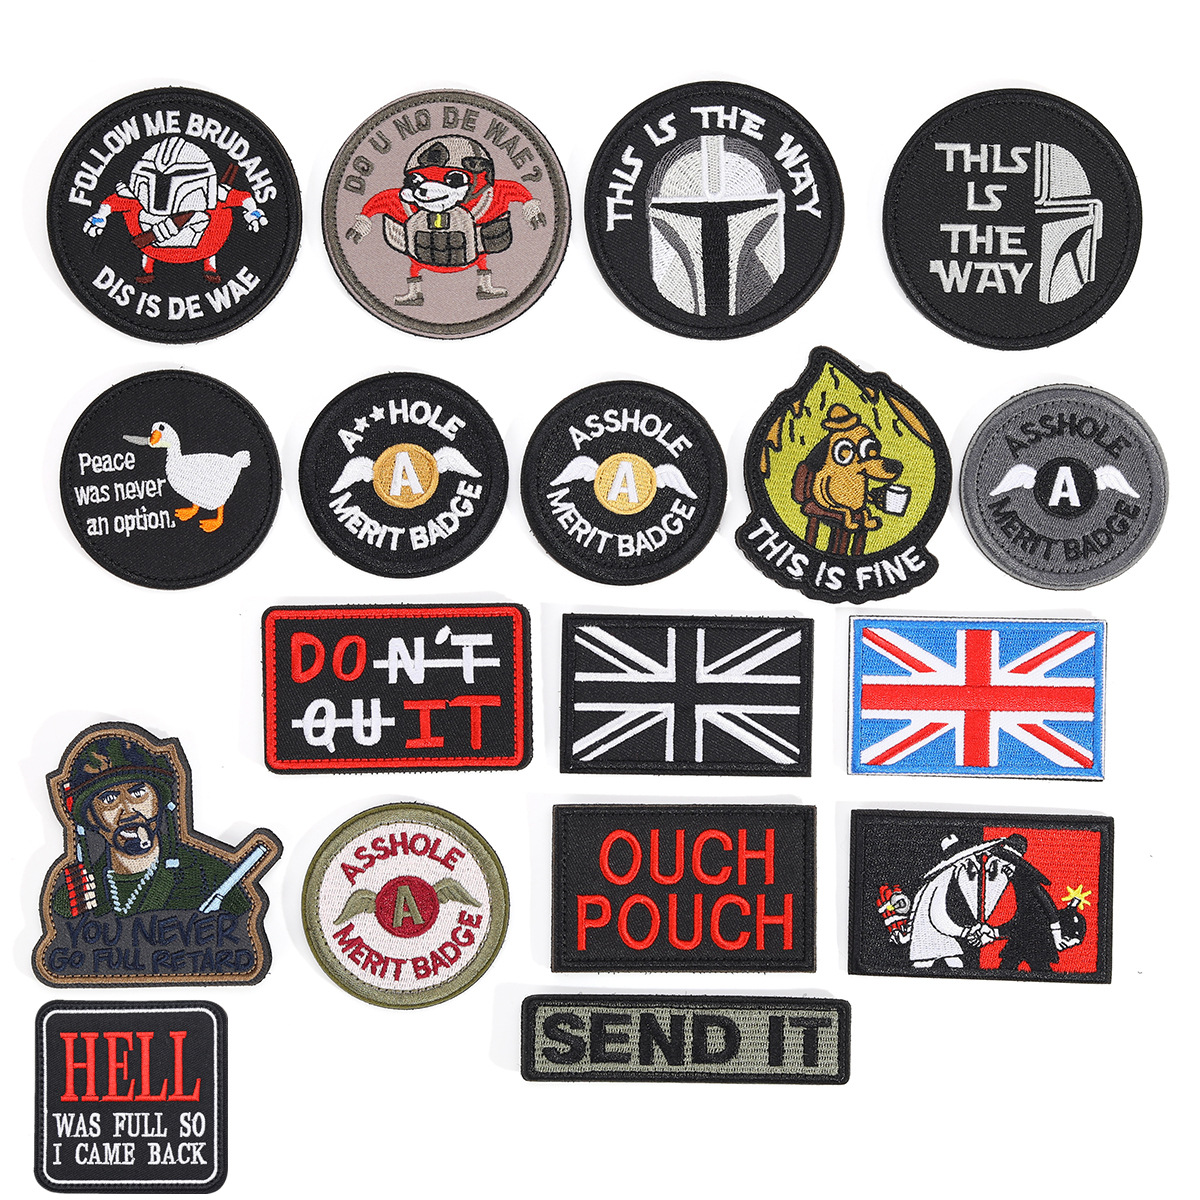 FOLLOW ME BRUDAHS
DIS IS DE WAE
DO U NO DE WAE?
THIS IS THE WAY
THIS
IS
THE
WAY
Peace
was never
an option.
A**HOLE
A
MERIT BADGE
ASSHOLE
A
MERIT BADGE
THIS IS FINE
ASSHOLE
A
MERIT BADGE
DON'T
QUIT
YOU NEVER
GO FULL RETARD
ASSHOLE
A
MERIT BADGE
OUCH
POUCH
HELL
WAS FULL SO
I CAME BACK
SEND IT